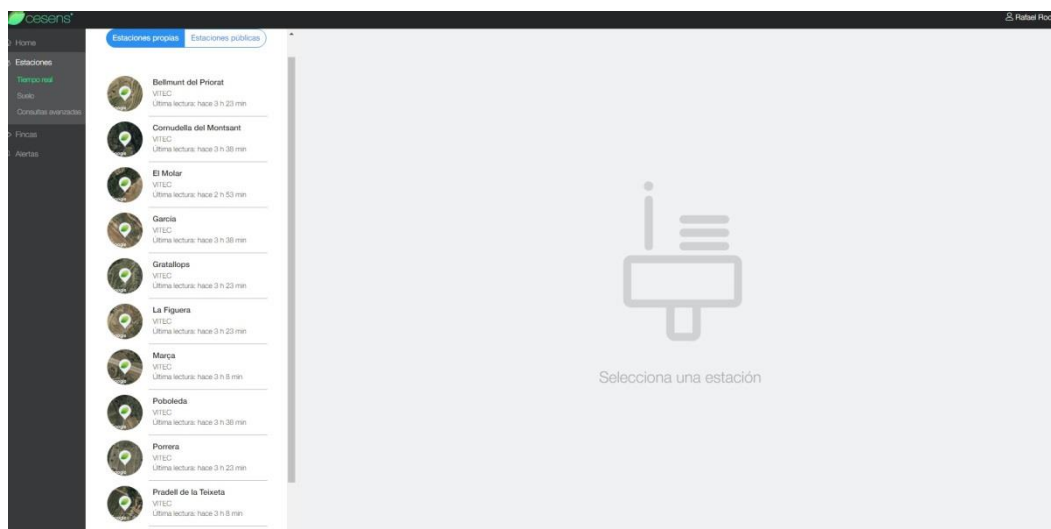 cesens
Rafael Rod
Home
Estaciones
Tiempo real
Suelo
Consultas avanzadas
Fincas
Alertas
Estaciones propias
Estaciones públicas
Bellmunt del Priorat
VITEC
Última lectura: hace 3 h 23 min
Cornudella del Montsant
VITEC
Última lectura: hace 3 h 38 min
El Molar
VITEC
Última lectura: hace 2 h 53 min
García
VITEC
Última lectura: hace 3 h 38 min
Gratallops
VITEC
Última lectura: hace 3 h 23 min
La Figuera
VITEC
Última lectura: hace 3 h 23 min
Març̧a
VITEC
Última lectura: hace 3 h 8 min
Poboleda
VITEC
Última lectura: hace 3 h 38 min
Porrera
VITEC
Última lectura: hace 3 h 23 min
Pradell de la Teixeta
VITEC
Última lectura: hace 3 h 8 min
Selecciona una estación